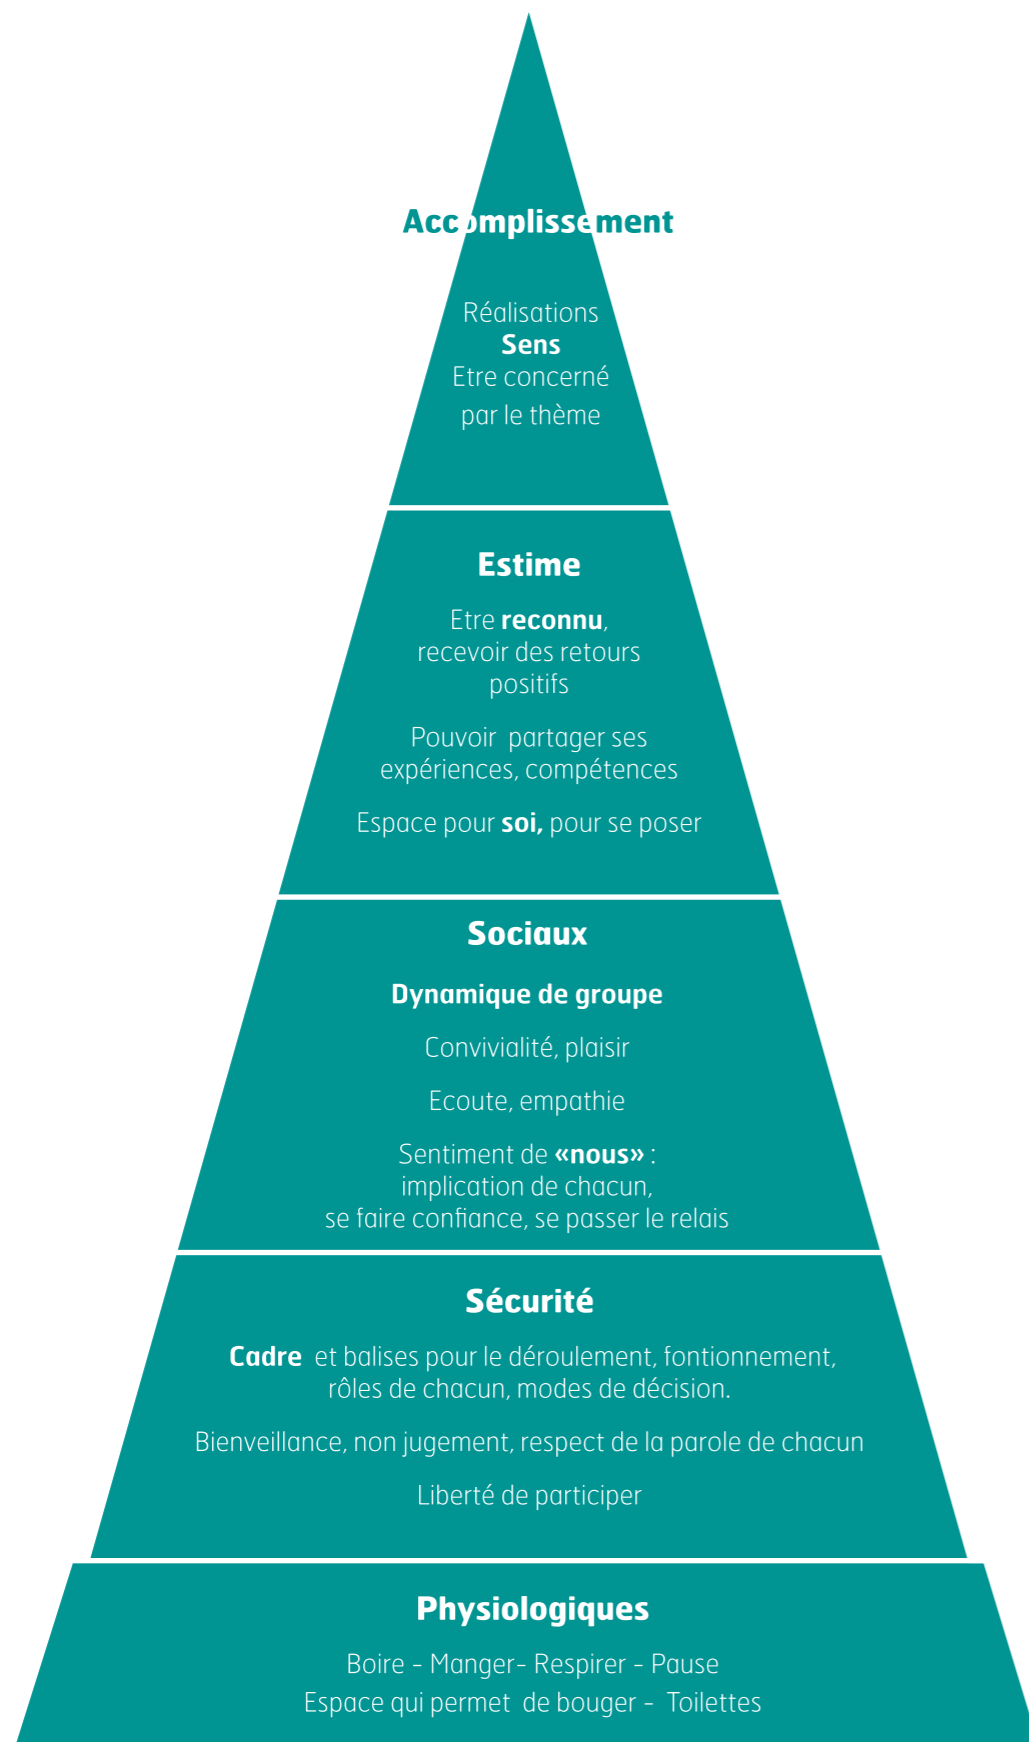 Accomplissement
Réalisations
Sens
Etre concerné
par le thème
Estime
Etre reconnu,
recevoir des retours
positifs
Pouvoir  partager ses
expériences, compétences
Espace pour soi, pour se poser
Sociaux
Dynamique de groupe
Convivialité, plaisir
Ecoute, empathie
Sentiment de «nous» :
implication de chacun,
se faire confiance, se passer le relais
Sécurité
Cadre  et balises pour le déroulement, fontionnement,
rôles de chacun, modes de décision.
Bienveillance, non jugement, respect de la parole de chacun
Liberté de participer
Physiologiques
Boire - Manger- Respirer - Pause
Espace qui permet  de bouger -  Toilettes